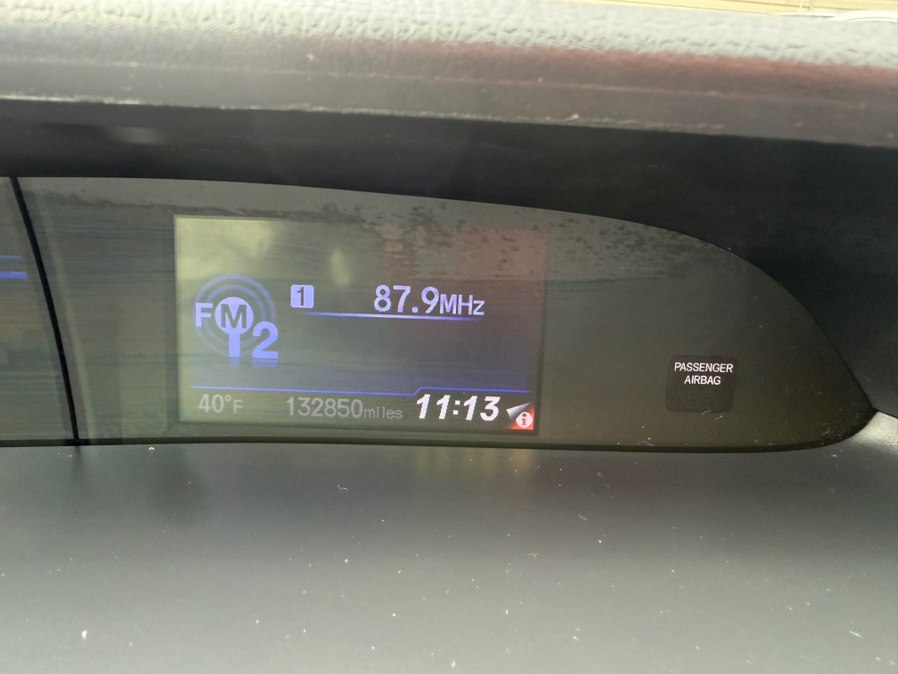 FM2
1 87.9MHz
40°F 132850miles 11:13 i
PASSENGER
AIRBAG